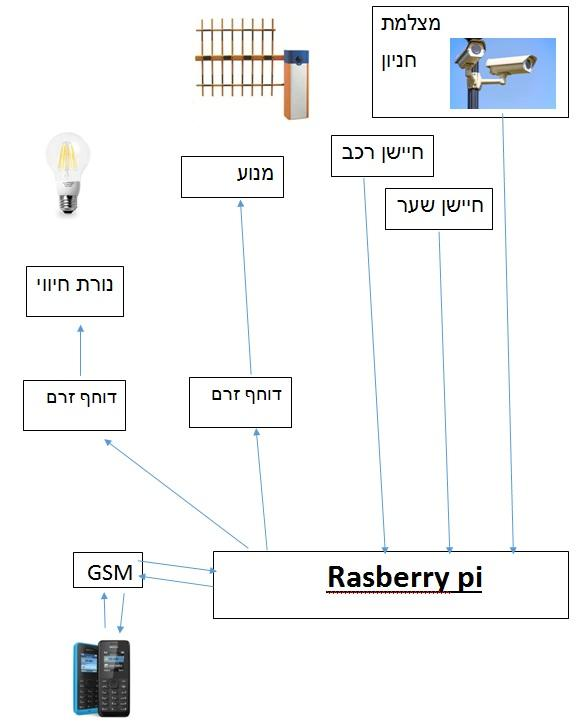 מצלמת
חניון
חיישן רכב
מנוע
חיישן שער
נורת חיווי
דוחף זרם
דוחף זרם
GSM
Rasberry pi